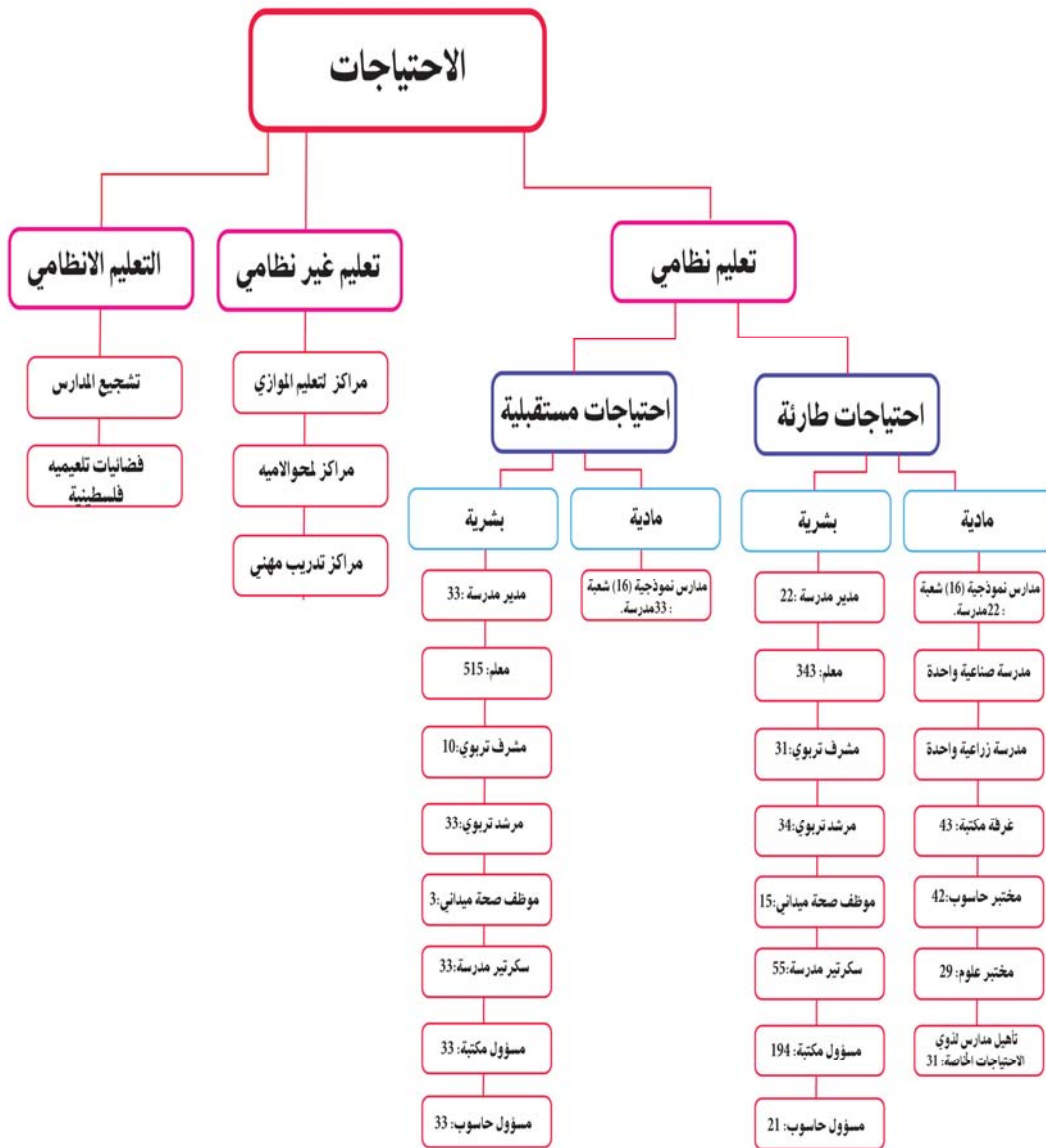 الاحتياجات
تعليم نظامي
تعليم غير نظامي
التعليم الانظامي
احتياجات طارئة
احتياجات مستقبلية
مادية
بشرية
مادية
بشرية
مدارس نموذجية (16) شعبة
: 22مدرسة.
مدرسة صناعية واحدة
مدرسة زراعية واحدة
غرفة مكتبة: 43
مختبر حاسوب:42
مختبر علوم: 29
تأهيل مدارس لذوي
الاحتياجات الخاصة: 31
مدير مدرسة :22
معلم: 343
مشرف تربوي:31
مرشد تربوي:34
موظف صحة ميداني:15
سكرتير مدرسة:55
مسؤول مكتبة: 194
مسؤول حاسوب: 21
مدارس نموذجية (16) شعبة
: 33مدرسة.
مدير مدرسة :33
معلم: 515
مشرف تربوي:10
مرشد تربوي:33
موظف صحة ميداني:3
سكرتير مدرسة:33
مسؤول مكتبة: 33
مسؤول حاسوب: 33
مراكز لتعليم الموازي
مراكز لمحوالاميه
مراكز تدريب مهني
تشجيع المدارس
فضائيات تلعيميه
فلسطينية